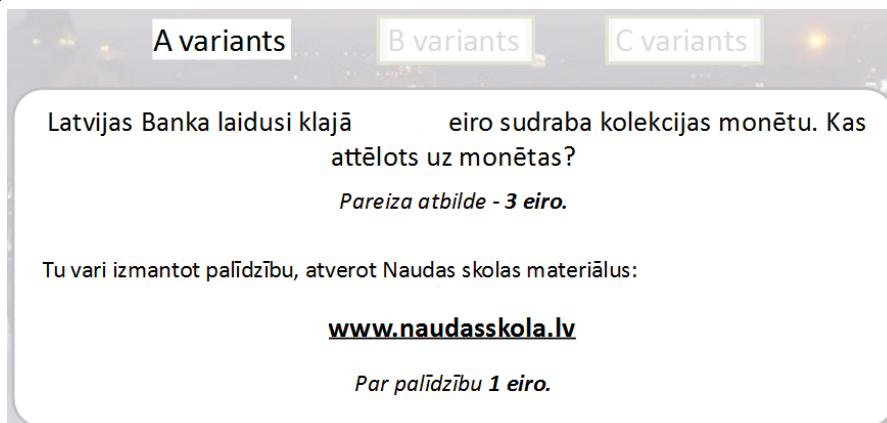 A variants B variants C variants
Latvijas Banka laidusi klajā eiro sudraba kolekcijas monētu. Kas
attēlots uz monētas?
Pareiza atbilde - 3 eiro.
Tu vari izmantot palīdzību, atverot Naudas skolas materiālus:
www.naudasskola.lv
Par palīdzību 1 eiro.